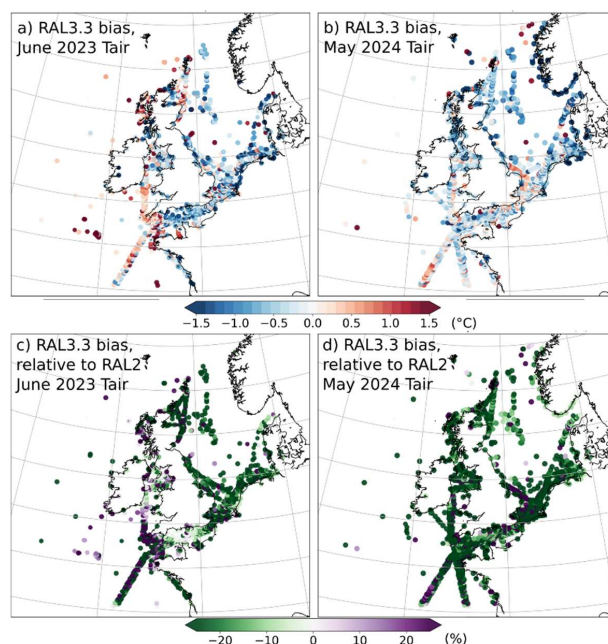 a) RAL3.3 bias,
June 2023 Tair
b) RAL3.3 bias,
May 2024 Tair
−1.5 −1.0 −0.5 0.0 0.5 1.0 1.5 (°C)
c) RAL3.3 bias,
relative to RAL2
June 2023 Tair
d) RAL3.3 bias,
relative to RAL2
May 2024 Tair
−20 −10 0 10 20 (%)